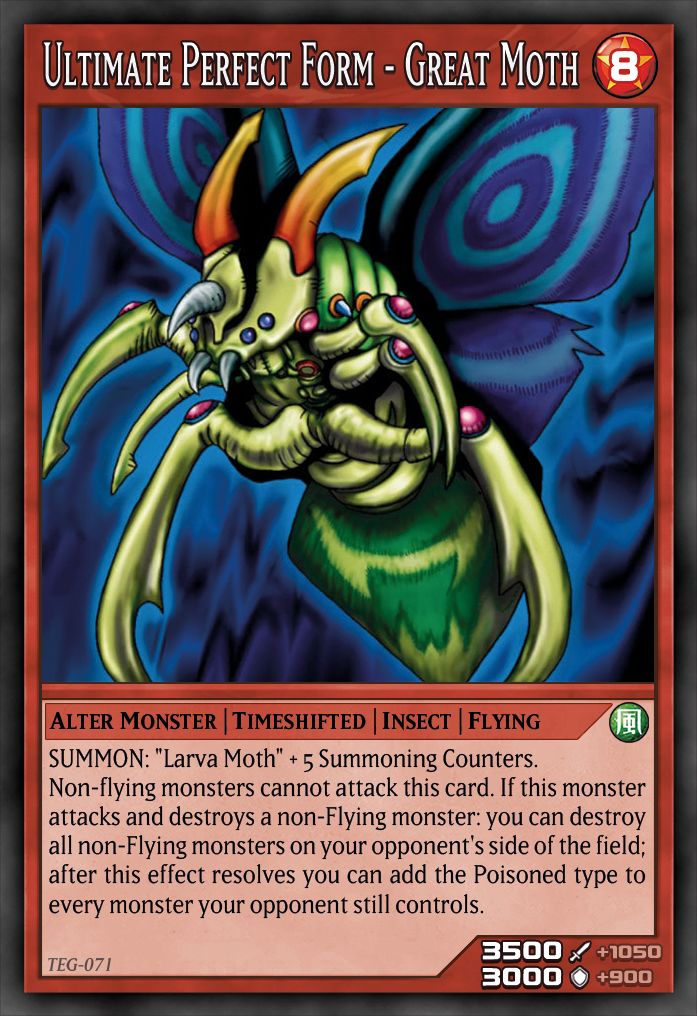 Ultimate Perfect Form - Great Moth
8
Alter Monster | Timeshifted | Insect | Flying
風
SUMMON: "Larva Moth" + 5 Summoning Counters.
Non-flying monsters cannot attack this card. If this monster
attacks and destroys a non-Flying monster: you can destroy
all non-Flying monsters on your opponent's side of the field;
after this effect resolves you can add the Poisoned type to
every monster your opponent still controls.
TEG-071
3500 +1050
3000 +900